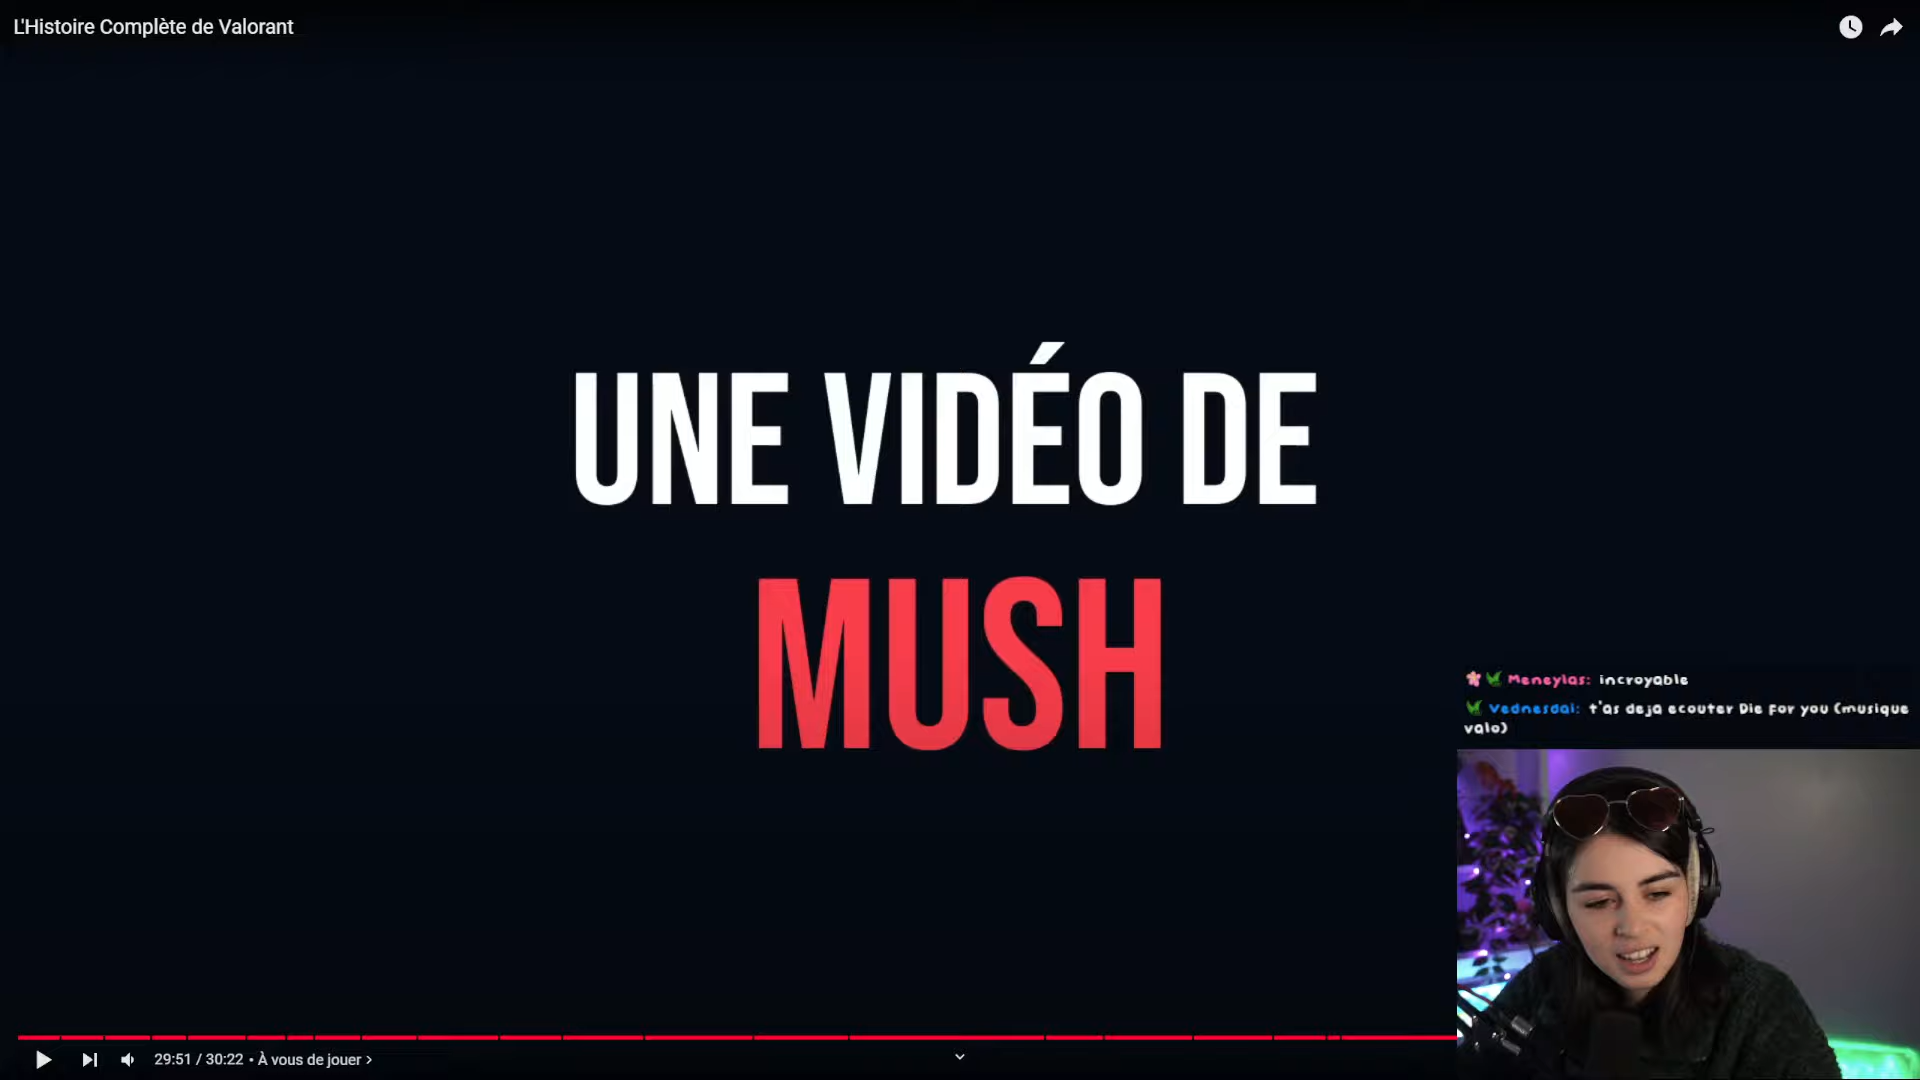 L'Histoire Complète de Valorant
UNE VIDÉO DE
MUSH
Meneylas: incroyable
Vednesdai: t'as deja ecouter Die for you (musique
valo)
29:51 / 30:22 • À vous de jouer ›